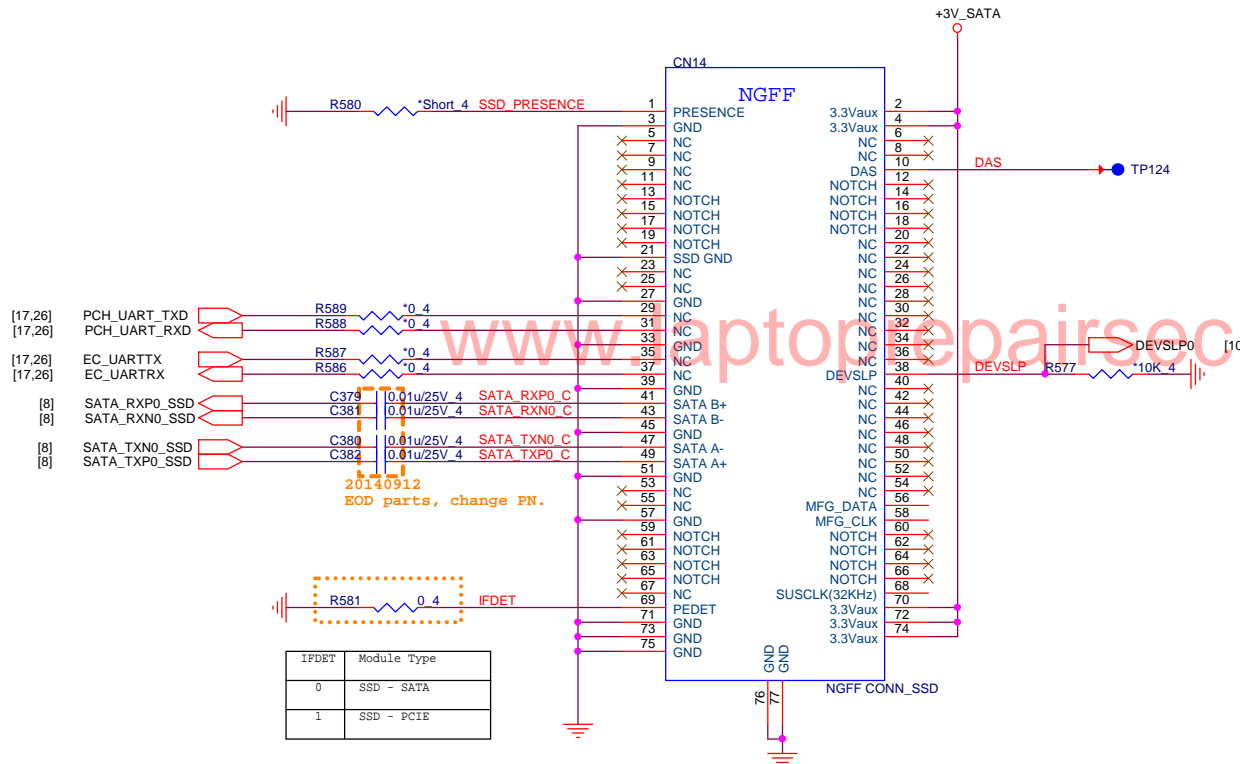 +3V_SATA
CN14
NGFF
R580 *Short_4 SSD_PRESENCE 1 PRESENCE 3.3Vaux 2
3 GND 3.3Vaux 4
5 NC NC 6
7 NC NC 8
9 NC DAS 10 DAS TP124
11 NC NOTCH 12
13 NOTCH NOTCH 14
15 NOTCH NOTCH 16
17 NOTCH NOTCH 18
19 NOTCH NC 20
21 SSD GND NC 22
23 NC NC 24
25 NC NC 26
27 GND NC 28
[17,26] PCH_UART_TXD R589 *0_4 29 NC NC 30
[17,26] PCH_UART_RXD R588 *0_4 31 NC NC 32
www.laptoprepairsec
33 GND NC 34
DEVSLP0 [10
[17,26] EC_UARTTX R587 *0_4 35 NC NC 36
[17,26] EC_UARTRX R586 *0_4 37 NC DEVSLP 38 DEVSLP R577 *10K_4
39 GND NC 40
[8] SATA_RXP0_SSD C379 0.01u/25V_4 SATA_RXP0_C 41 SATA B+ NC 42
[8] SATA_RXN0_SSD C381 0.01u/25V_4 SATA_RXN0_C 43 SATA B- NC 44
45 GND NC 46
[8] SATA_TXN0_SSD C380 0.01u/25V_4 SATA_TXN0_C 47 SATA A- NC 48
[8] SATA_TXP0_SSD C382 0.01u/25V_4 SATA_TXP0_C 49 SATA A+ NC 50
51 GND NC 52
20140912
EOD parts, change PN.
53 NC NC 54
55 NC MFG_DATA 56
57 GND MFG_CLK 58
59 NOTCH NOTCH 60
61 NOTCH NOTCH 62
63 NOTCH NOTCH 64
65 NOTCH NOTCH 66
67 NC SUSCLK(32KHz) 68
R581 0_4 IFDET 69 PEDET 3.3Vaux 70
71 GND 3.3Vaux 72
73 GND 3.3Vaux 74
75 GND
GND GND
76 77
NGFF CONN_SSD
IFDET Module Type
0 SSD - SATA
1 SSD - PCIE